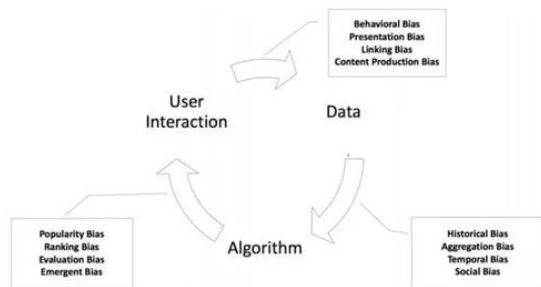 Behavioral Bias
Presentation Bias
Linking Bias
Content Production Bias
User
Interaction
Data
Algorithm
Popularity Bias
Ranking Bias
Evaluation Bias
Emergent Bias
Historical Bias
Aggregation Bias
Temporal Bias
Social Bias